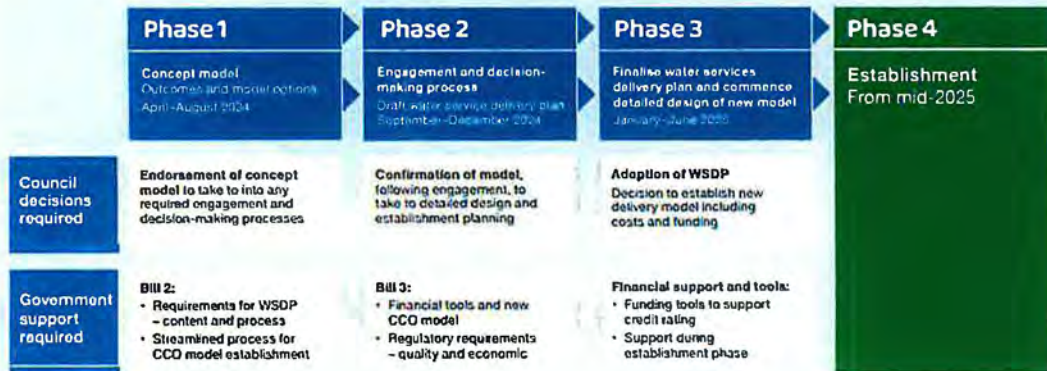 Phase 1
Concept model
Outcomes and model options
April–August 2024
Phase 2
Engagement and decision-
making process
Draft water service delivery plan
September–December 2024
Phase 3
Finalise water services
delivery plan and commence
detailed design of new model
January–June 2025
Phase 4
Establishment
From mid-2025
Council
decisions
required
Endorsement of concept
model to take to into any
required engagement and
decision-making processes
Confirmation of model,
following engagement, to
take to detailed design and
establishment planning
Adoption of WSDP
Decision to establish new
delivery model including
costs and funding
Government
support
required
Bill 2:
• Requirements for WSDP
– content and process
• Streamlined process for
CCO model establishment
Bill 3:
• Financial tools and new
CCO model
• Regulatory requirements
– quality and economic
Financial support and tools:
• Funding tools to support
credit rating
• Support during
establishment phase